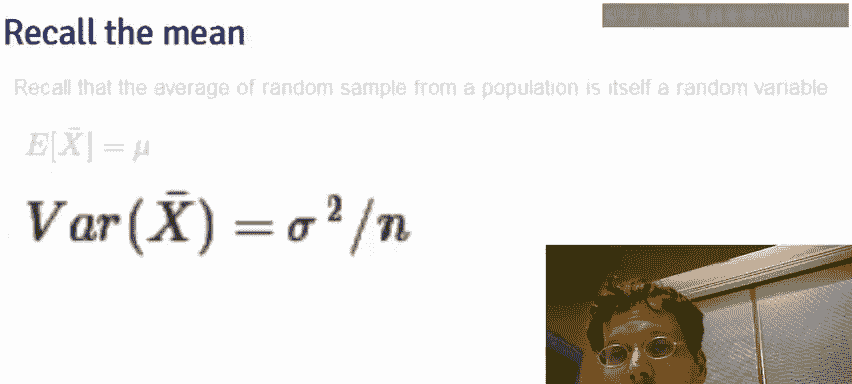 Recall the mean
Recall that the average of random sample from a population is itself a random variable
E[X̄] = μ
Var(X̄) = σ²/n